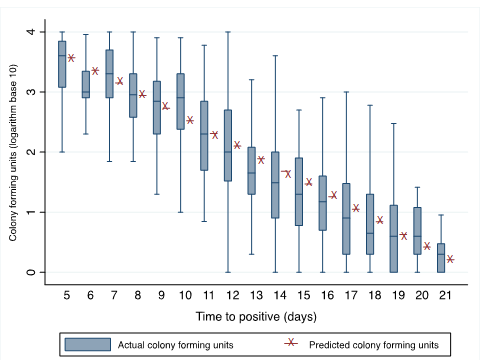 Colony forming units (logarithm base 10)
4
3
2
1
0
5 6 7 8 9 10 11 12 13 14 15 16 17 18 19 20 21
Time to positive (days)
Actual colony forming units Predicted colony forming units